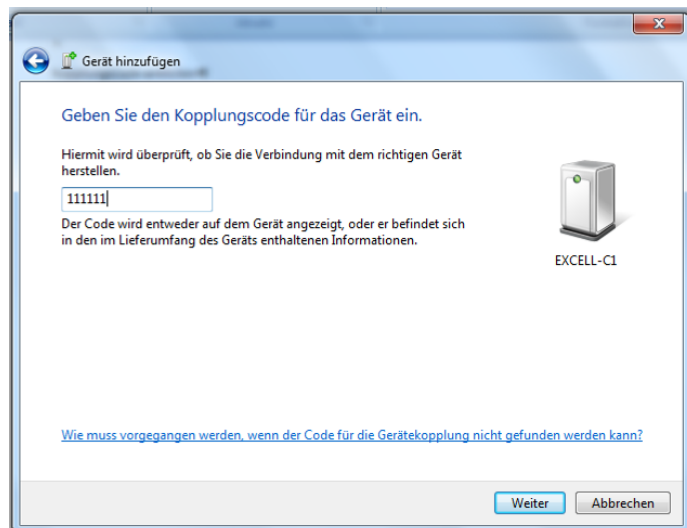 Gerät hinzufügen
Geben Sie den Kopplungscode für das Gerät ein.
Hiermit wird überprüft, ob Sie die Verbindung mit dem richtigen Gerät
herstellen.
111111
Der Code wird entweder auf dem Gerät angezeigt, oder er befindet sich
in den im Lieferumfang des Geräts enthaltenen Informationen.
EXCELL-C1
Wie muss vorgegangen werden, wenn der Code für die Gerätekopplung nicht gefunden werden kann?
Weiter
Abbrechen